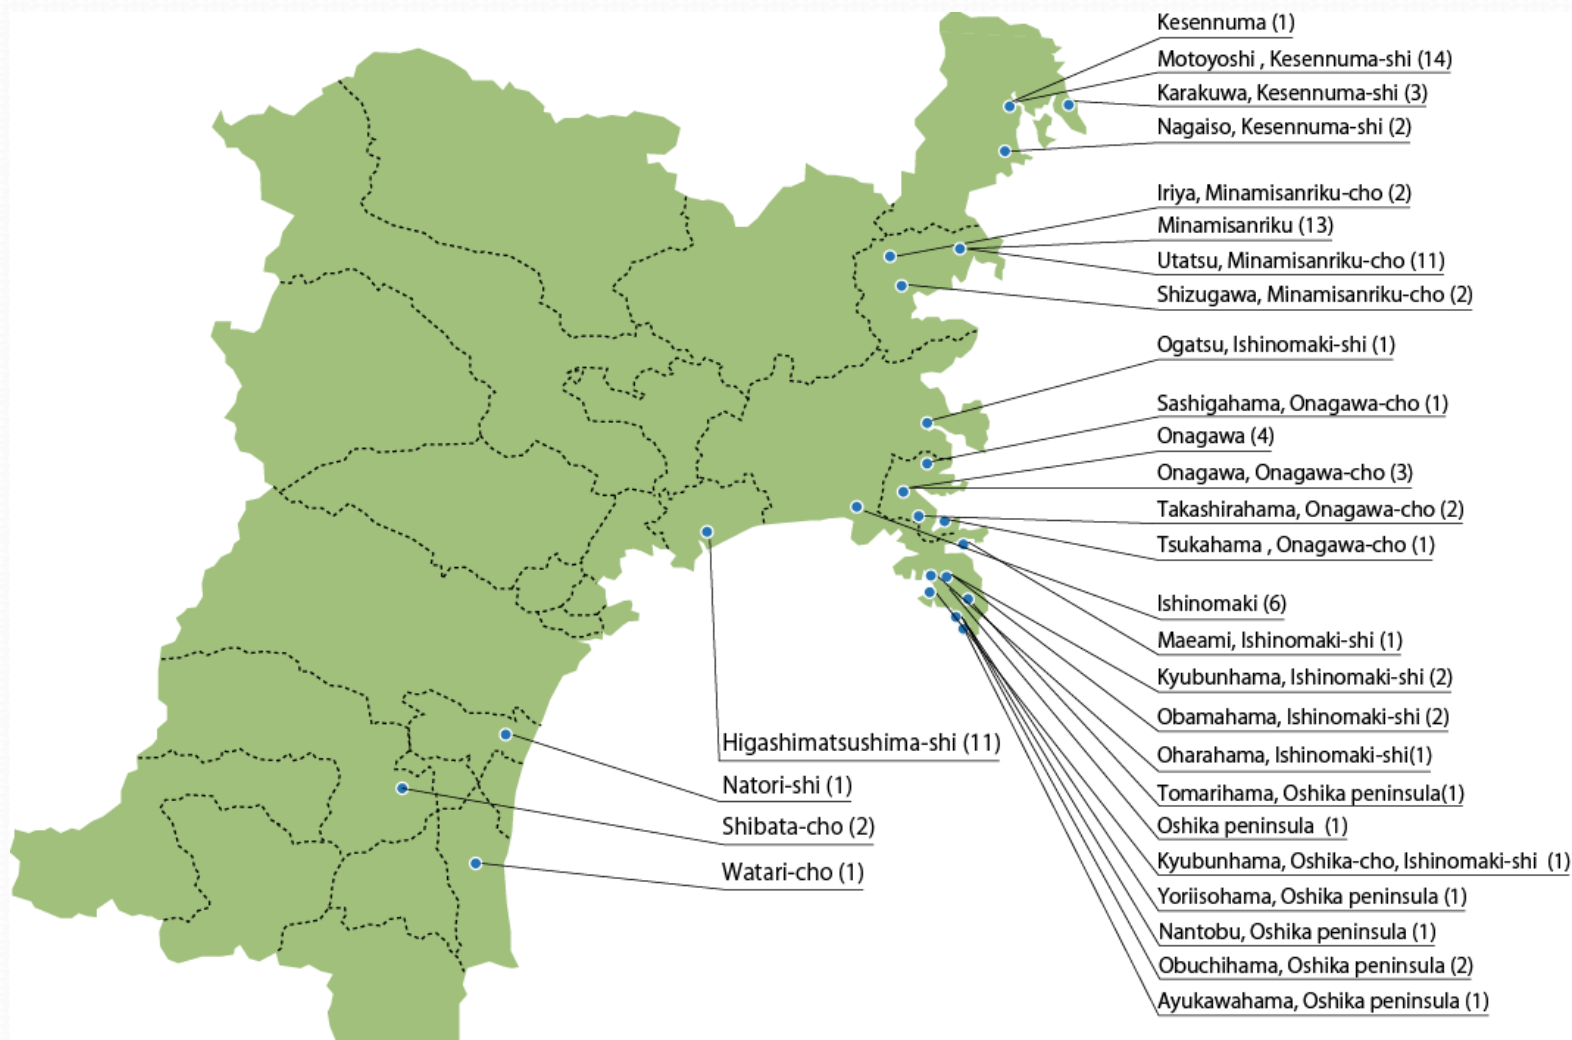 Kesennuma (1)
Motoyoshi , Kesennuma-shi (14)
Karakuwa, Kesennuma-shi (3)
Nagaiso, Kesennuma-shi (2)
Iriya, Minamisanriku-cho (2)
Minamisanriku (13)
Utatsu, Minamisanriku-cho (11)
Shizugawa, Minamisanriku-cho (2)
Ogatsu, Ishinomaki-shi (1)
Sashigahama, Onagawa-cho (1)
Onagawa (4)
Onagawa, Onagawa-cho (3)
Takashirahama, Onagawa-cho (2)
Tsukahama , Onagawa-cho (1)
Ishinomaki (6)
Maeami, Ishinomaki-shi (1)
Kyubunhama, Ishinomaki-shi (2)
Obamahama, Ishinomaki-shi (2)
Oharahama, Ishinomaki-shi(1)
Tomarihama, Oshika peninsula(1)
Oshika peninsula (1)
Kyubunhama, Oshika-cho, Ishinomaki-shi (1)
Yoriisohama, Oshika peninsula (1)
Nantobu, Oshika peninsula (1)
Obuchihama, Oshika peninsula (2)
Ayukawahama, Oshika peninsula (1)
Higashimatsushima-shi (11)
Natori-shi (1)
Shibata-cho (2)
Watari-cho (1)